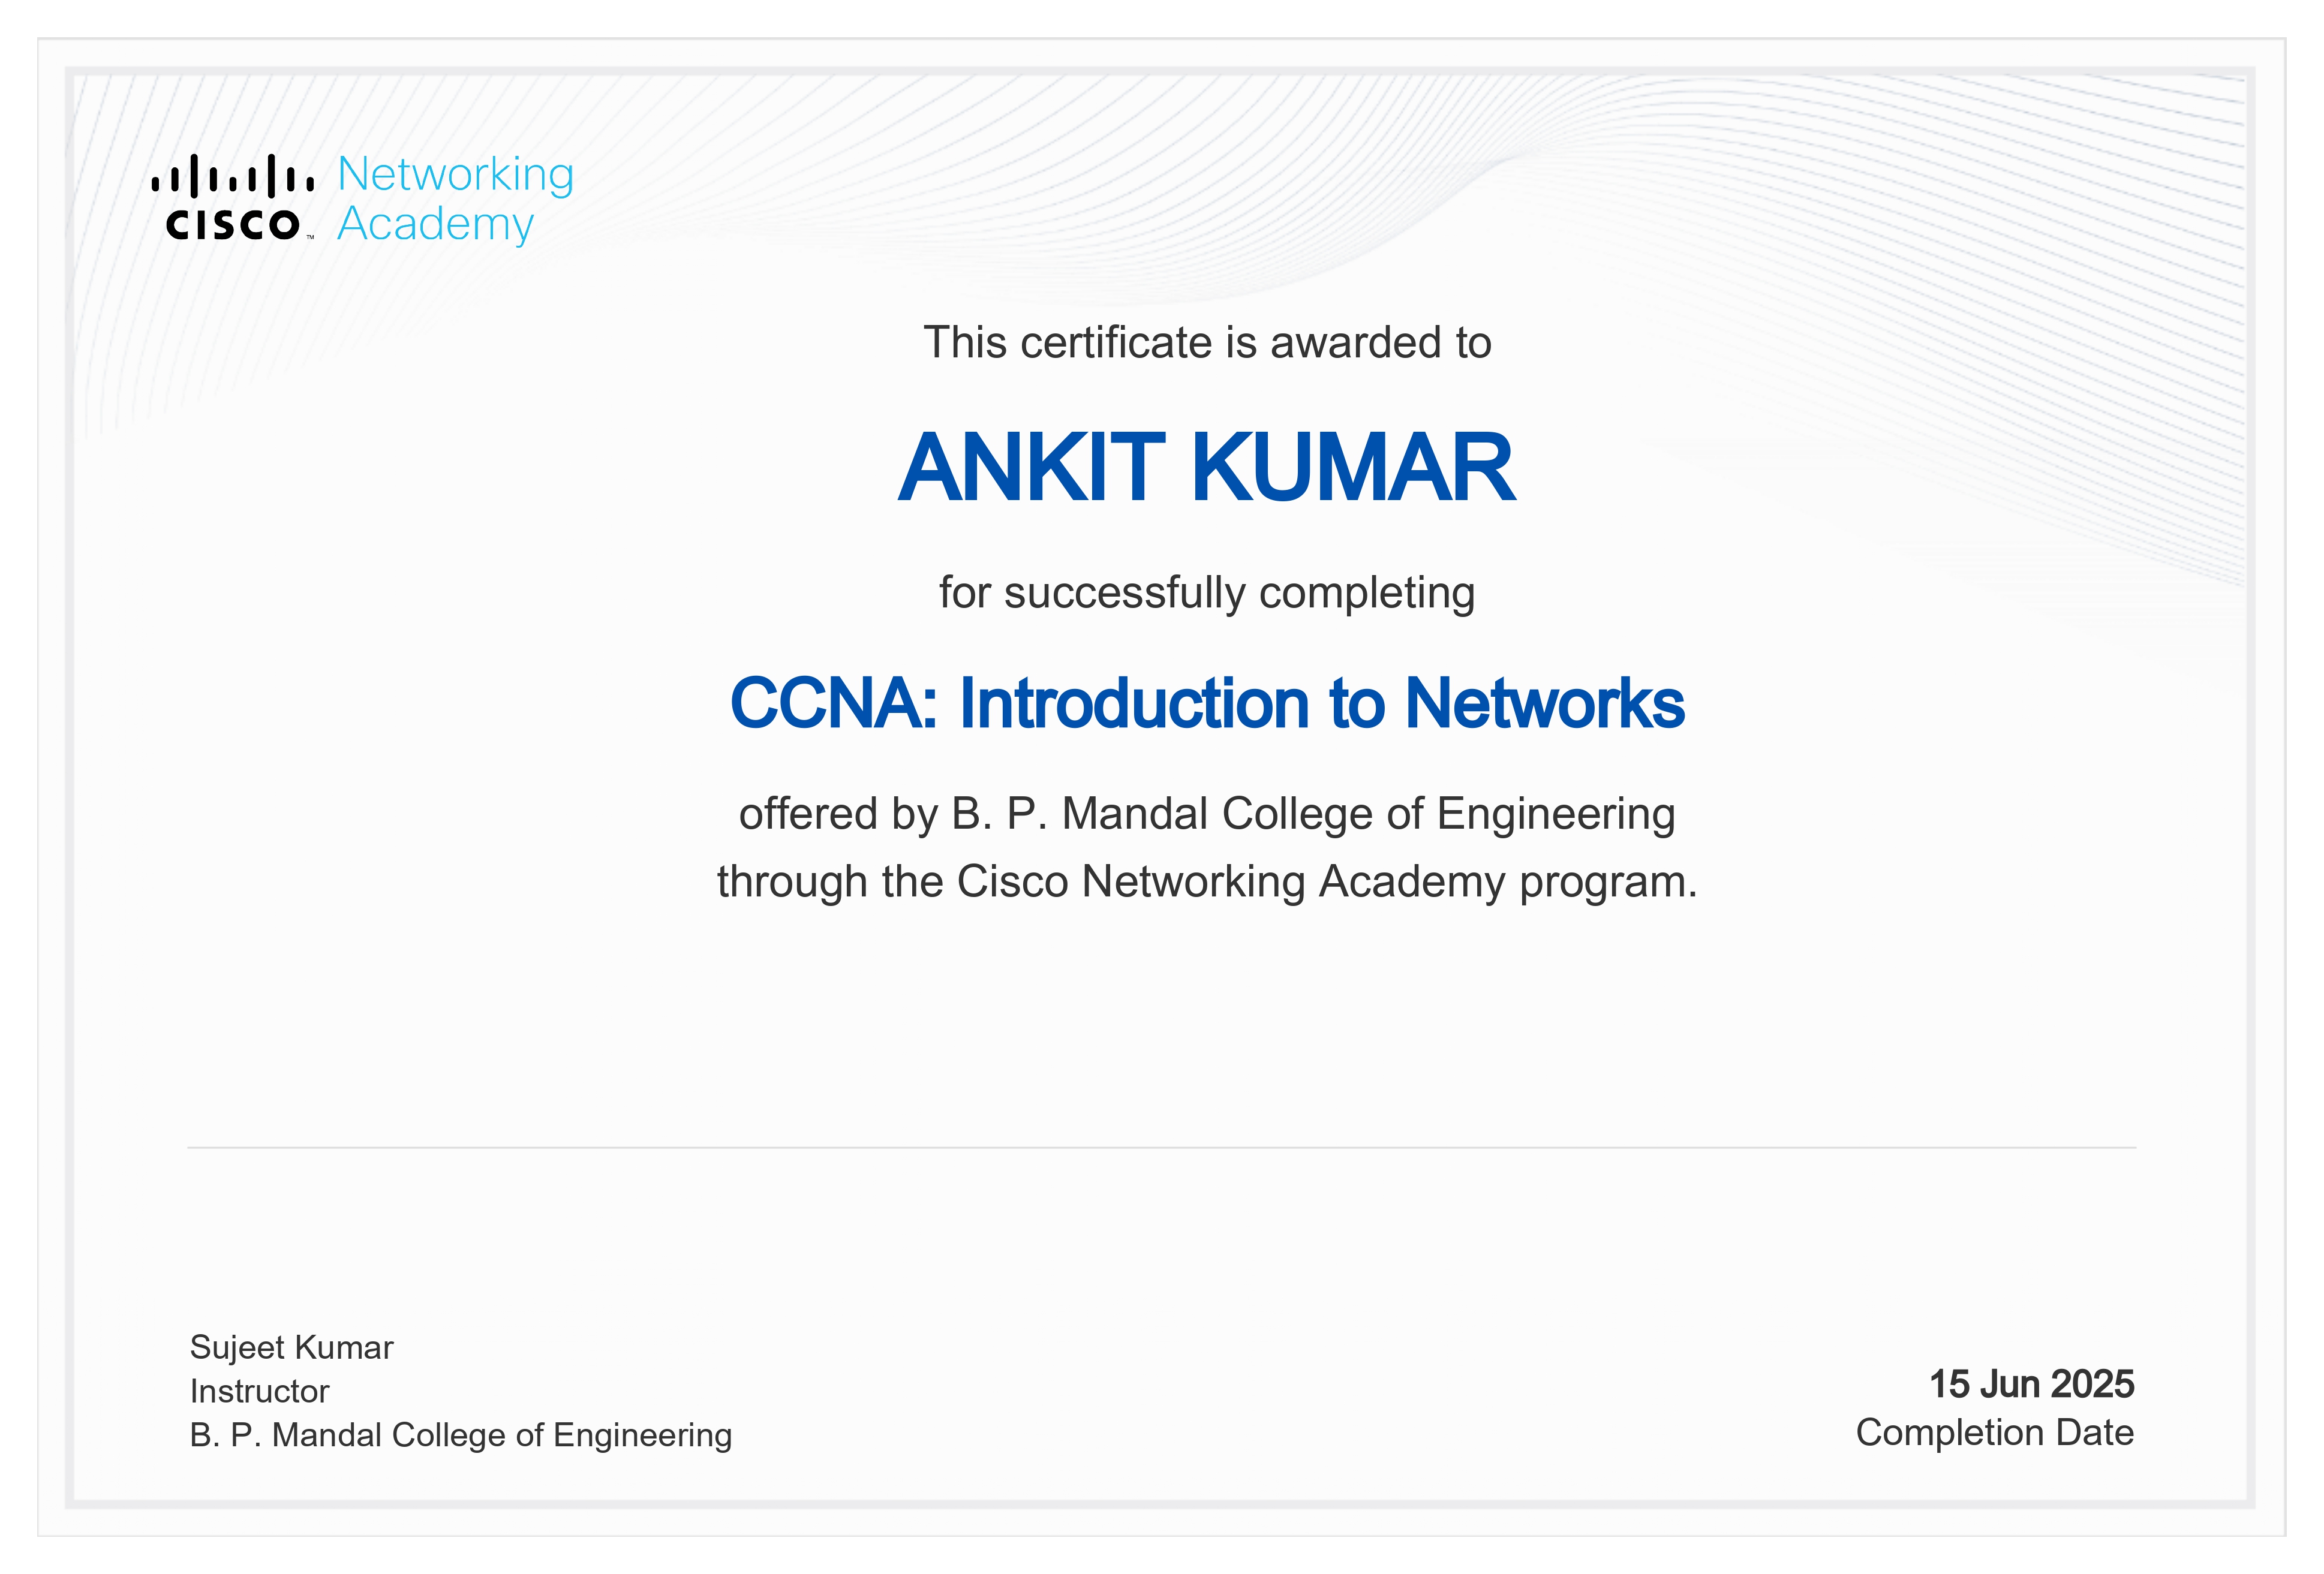 Networking
Academy
CISCO™
This certificate is awarded to
ANKIT KUMAR
for successfully completing
CCNA: Introduction to Networks
offered by B. P. Mandal College of Engineering
through the Cisco Networking Academy program.
Sujeet Kumar
Instructor
B. P. Mandal College of Engineering
15 Jun 2025
Completion Date